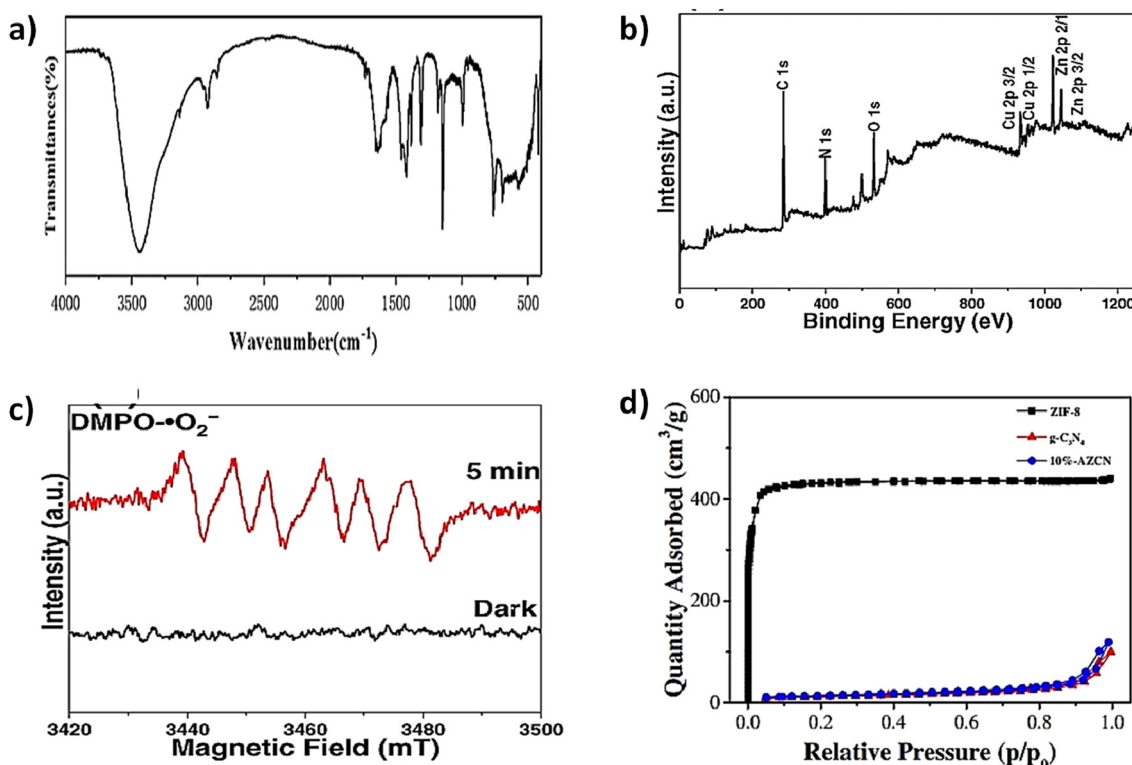 a)
Transmittances(%)
4000 3500 3000 2500 2000 1500 1000 500
Wavenumber(cm⁻¹)
b)
Intensity (a.u.)
C 1s
N 1s
O 1s
Cu 2p 3/2
Cu 2p 1/2
Zn 2p 2/1
Zn 2p 3/2
0 200 400 600 800 1000 1200
Binding Energy (eV)
c)
DMPO-•O₂⁻
5 min
Dark
Intensity (a.u.)
3420 3440 3460 3480 3500
Magnetic Field (mT)
d)
Quantity Adsorbed (cm³/g)
600
400
200
0
ZIF-8
g-C₃N₄
10%-AZCN
0.0 0.2 0.4 0.6 0.8 1.0
Relative Pressure (p/p₀)